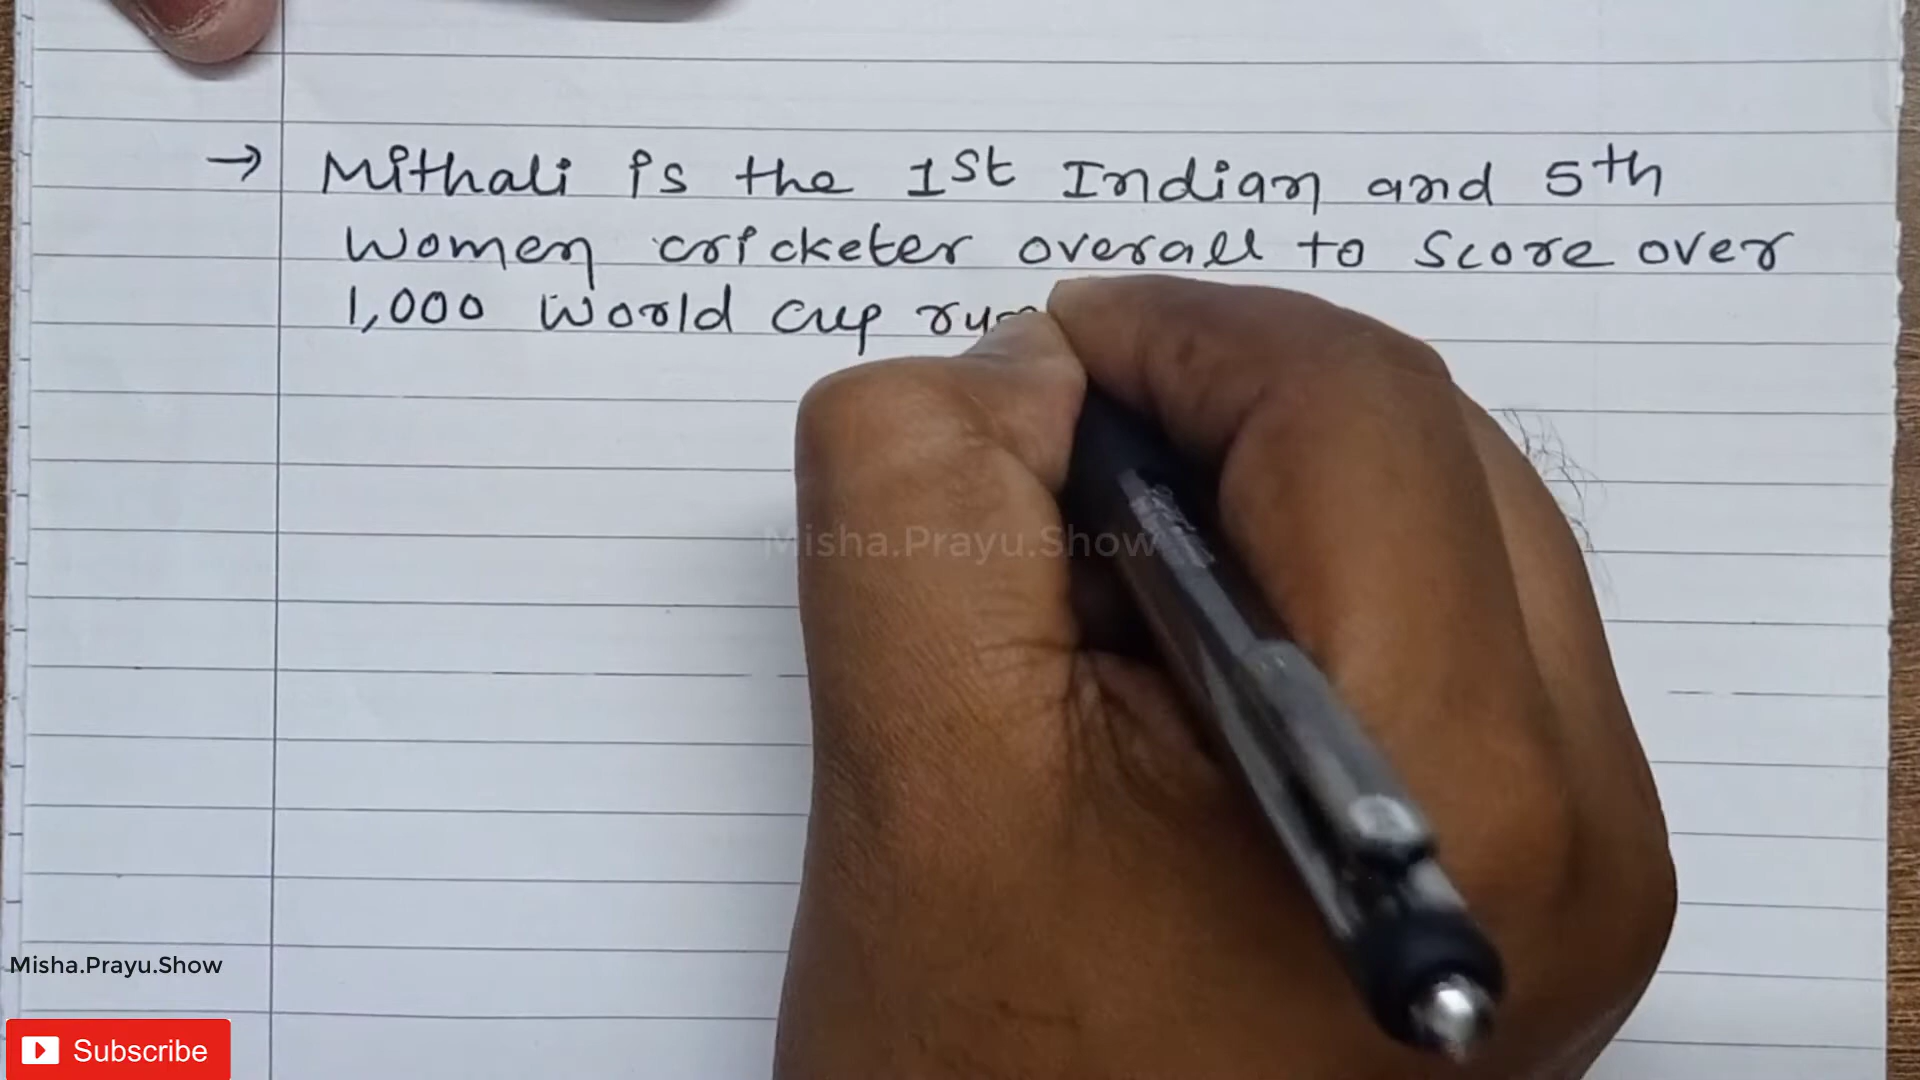 → Mithali is the 1st Indian and 5th
Women cricketer overall to Score over
1,000 World Cup
Misha.Prayu.Show
Misha.Prayu.Show
Subscribe